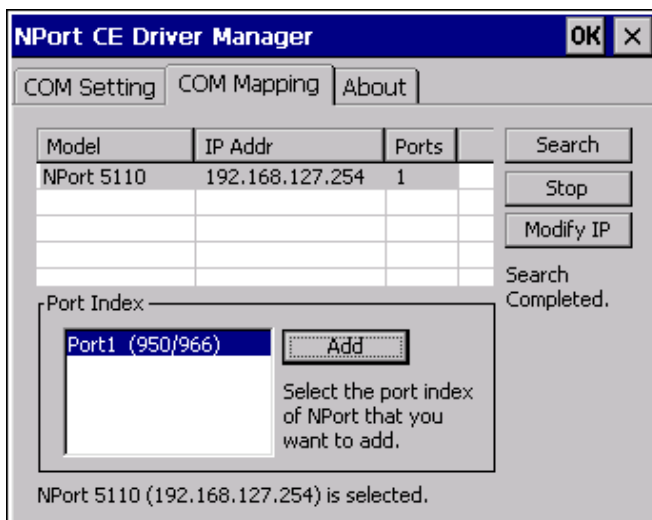 NPort CE Driver Manager OK ×
COM Setting COM Mapping About
Model IP Addr Ports
NPort 5110 192.168.127.254 1
Search
Stop
Modify IP
Search
Completed.
Port Index
Port1 (950/966)
Add
Select the port index
of NPort that you
want to add.
NPort 5110 (192.168.127.254) is selected.